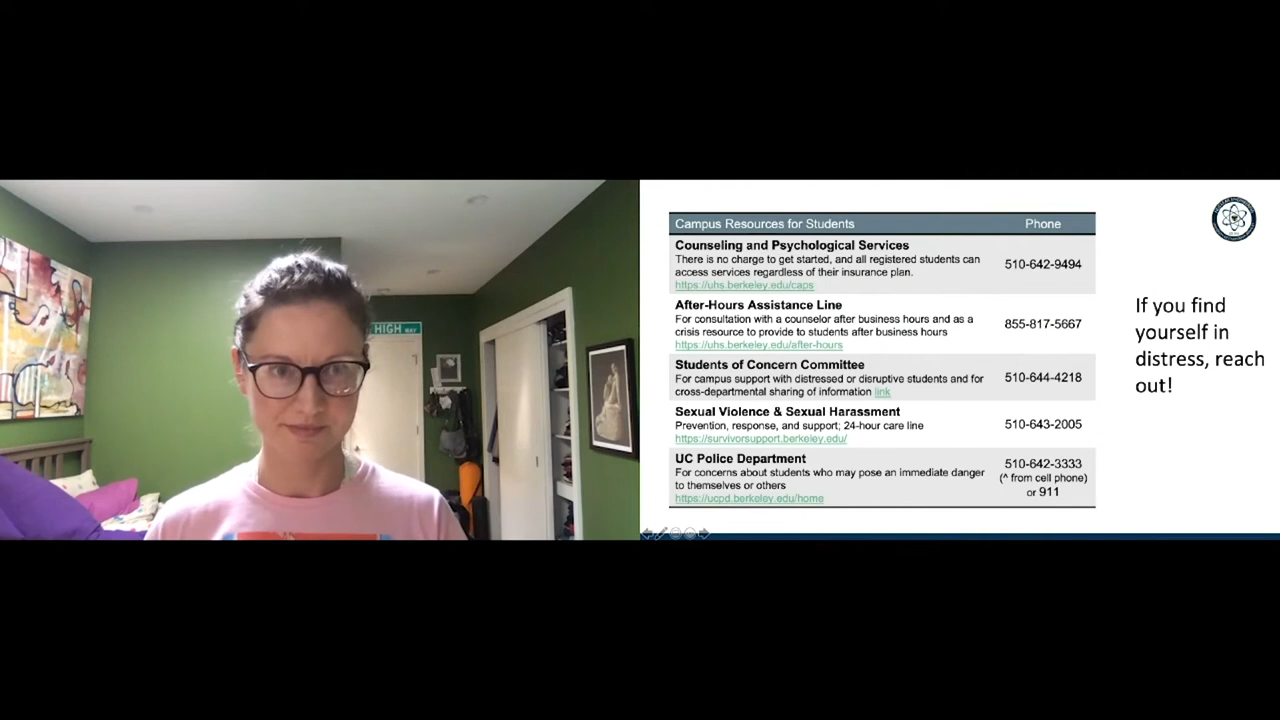 HIGH WAY
Campus Resources for Students Phone
Counseling and Psychological Services
There is no charge to get started, and all registered students can
access services regardless of their insurance plan.
https://uhs.berkeley.edu/caps
510-642-9494
After-Hours Assistance Line
For consultation with a counselor after business hours and as a
crisis resource to provide to students after business hours
https://uhs.berkeley.edu/after-hours
855-817-5667
Students of Concern Committee
For campus support with distressed or disruptive students and for
cross-departmental sharing of information link
510-644-4218
Sexual Violence & Sexual Harassment
Prevention, response, and support; 24-hour care line
https://survivorsupport.berkeley.edu/
510-643-2005
UC Police Department
For concerns about students who may pose an immediate danger
to themselves or others
https://ucpd.berkeley.edu/home
510-642-3333
(^ from cell phone)
or 911
If you find
yourself in
distress, reach
out!